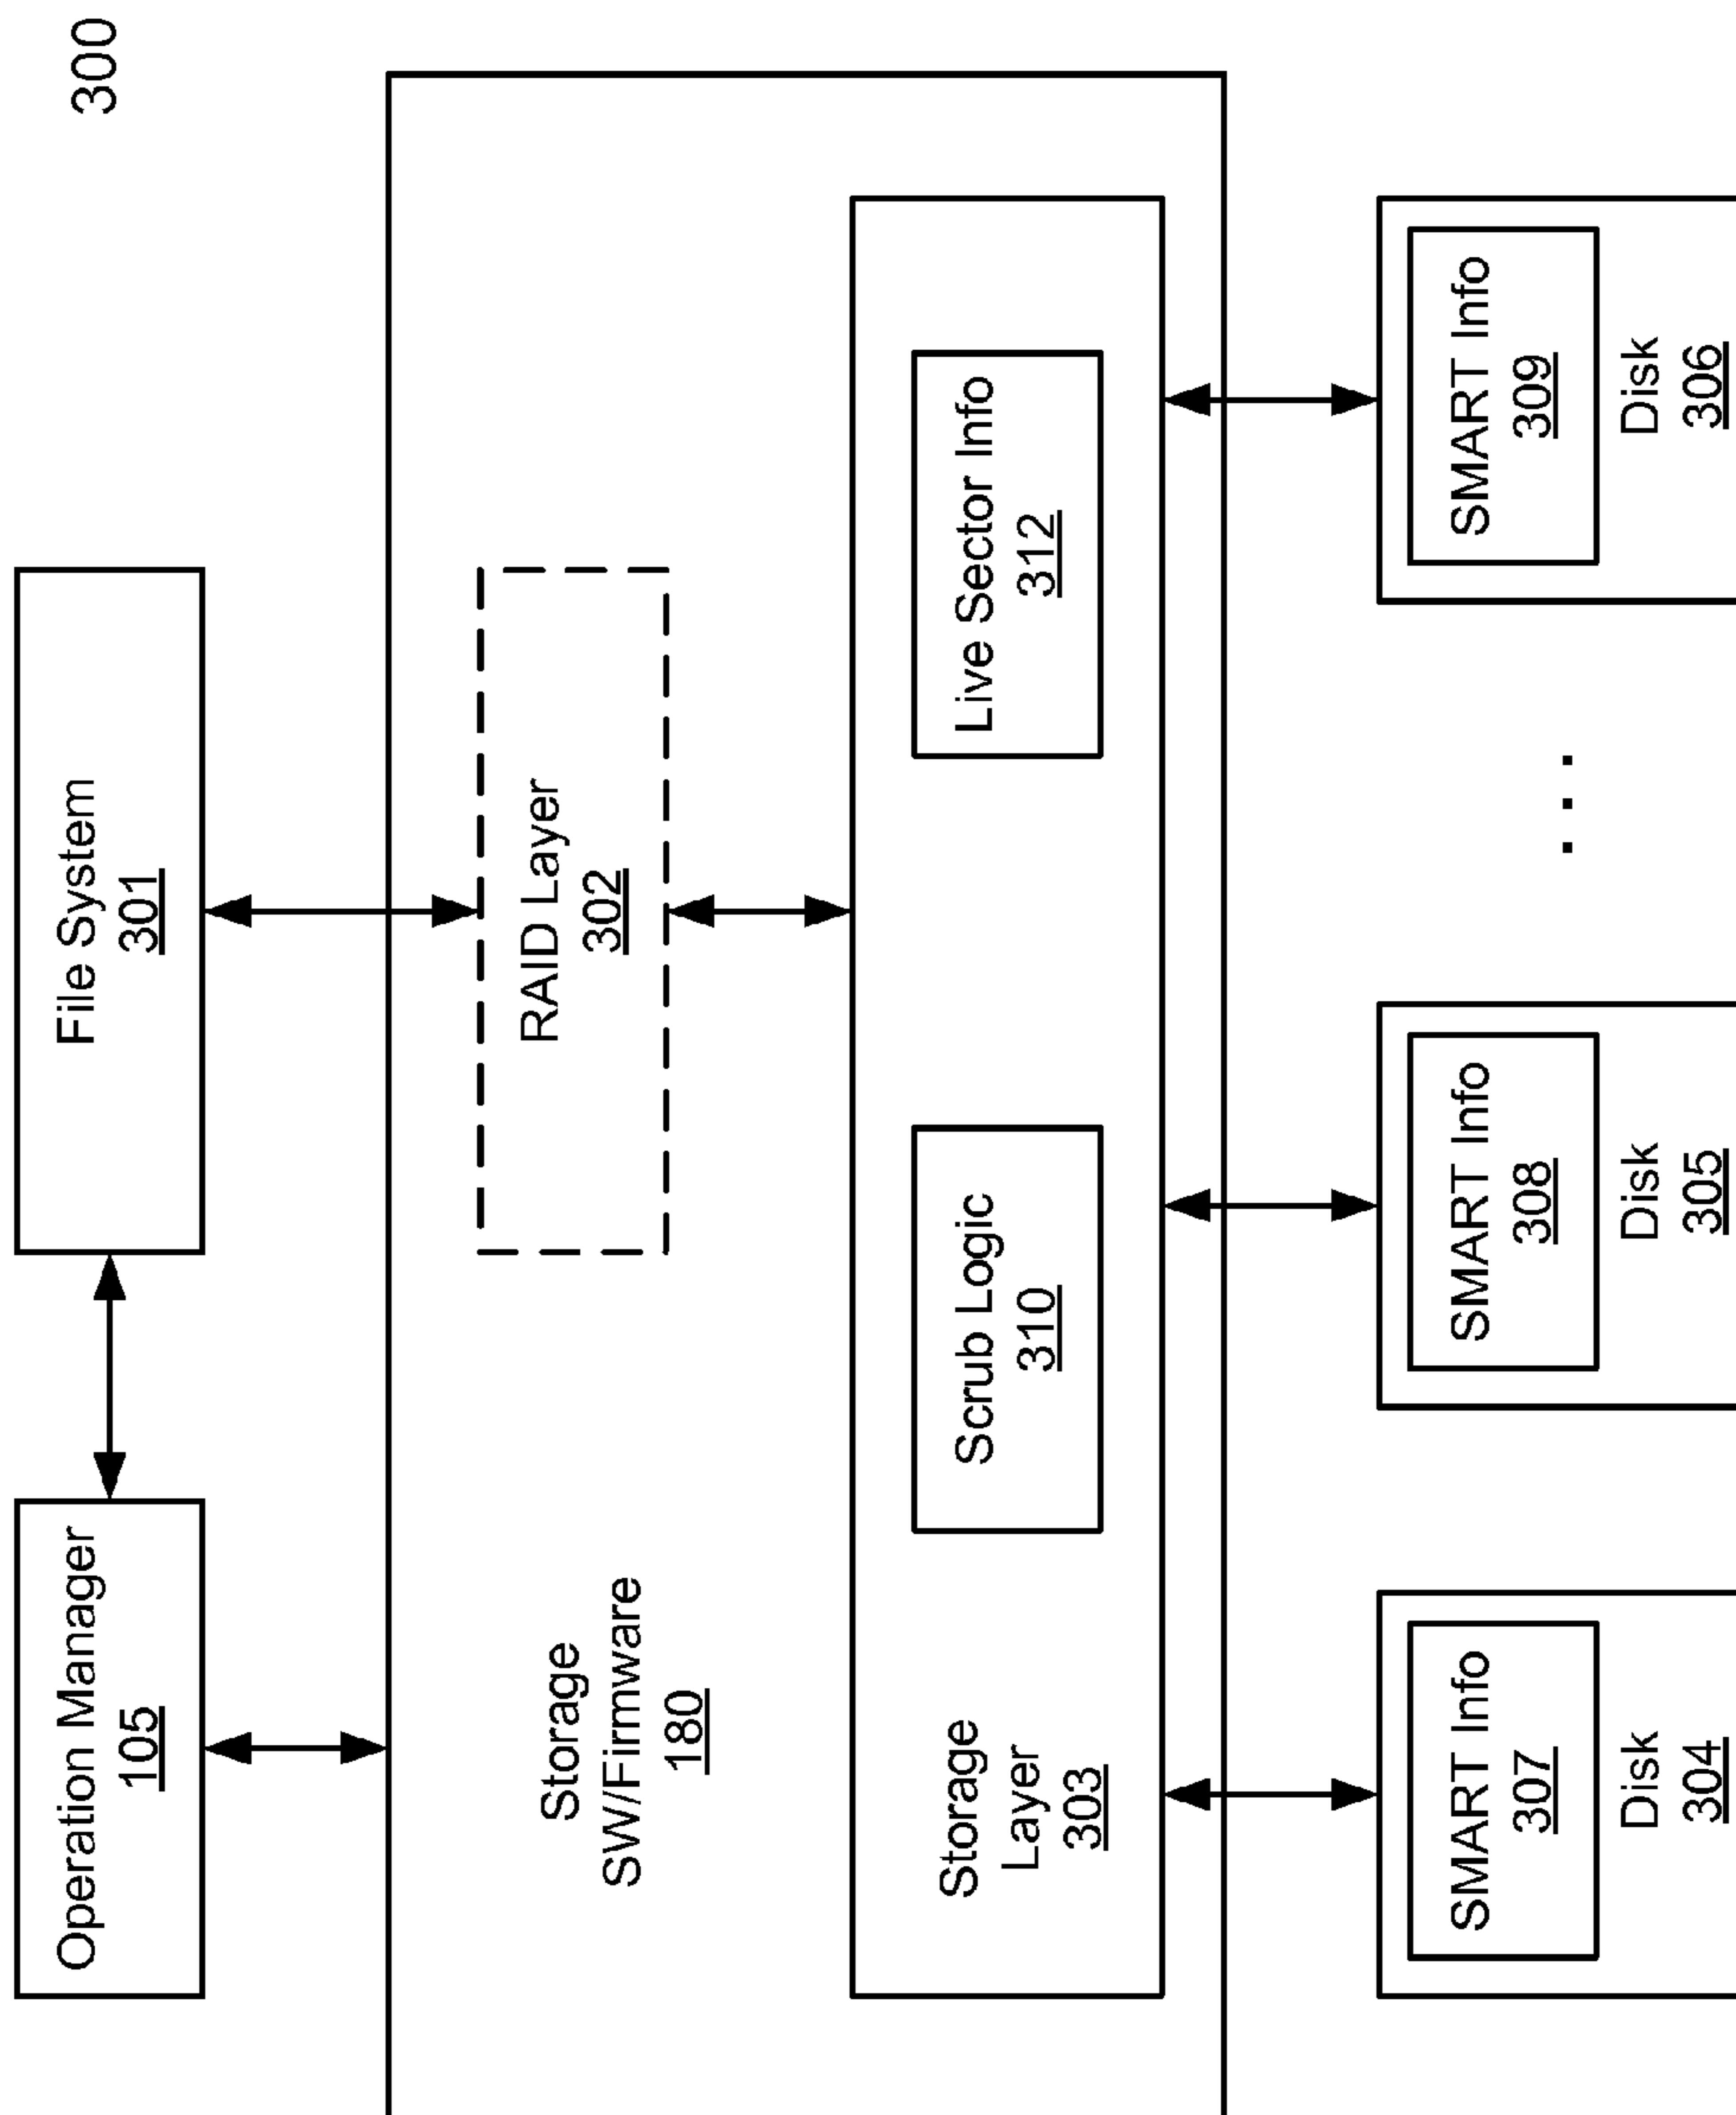 300
Operation Manager
105
File System
301
Storage
SW/Firmware
180
RAID Layer
302
Storage
Layer
303
Scrub Logic
310
Live Sector Info
312
SMART Info
307
Disk
304
SMART Info
308
Disk
305
. . .
SMART Info
309
Disk
306